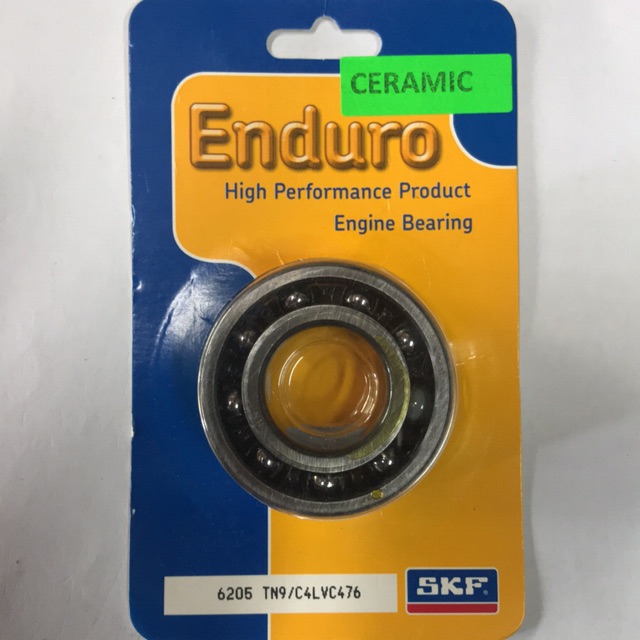 CERAMIC
Enduro
High Performance Product
Engine Bearing
6205 TN9/C4LVC476
SKF